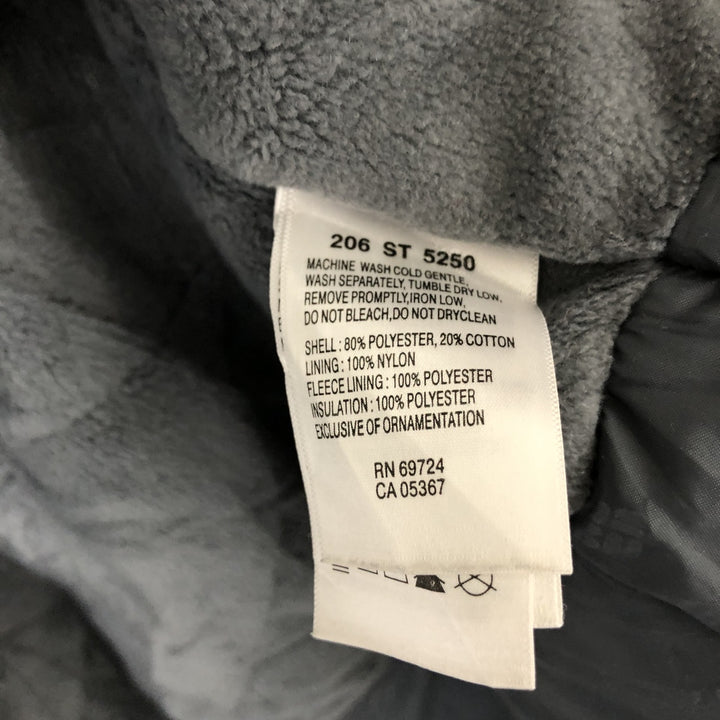 206 ST 5250
MACHINE WASH COLD GENTLE,
WASH SEPARATELY, TUMBLE DRY LOW,
REMOVE PROMPTLY,IRON LOW,
DO NOT BLEACH,DO NOT DRYCLEAN
SHELL : 80% POLYESTER, 20% COTTON
LINING : 100% NYLON
FLEECE LINING : 100% POLYESTER
INSULATION : 100% POLYESTER
EXCLUSIVE OF ORNAMENTATION
RN 69724
CA 05367